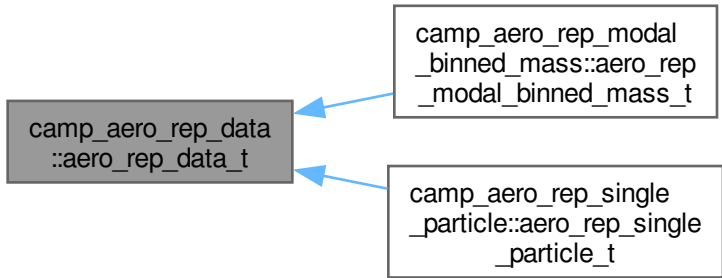 camp_aero_rep_modal
_binned_mass::aero_rep
_modal_binned_mass_t
camp_aero_rep_data
::aero_rep_data_t
camp_aero_rep_single
_particle::aero_rep_single
_particle_t